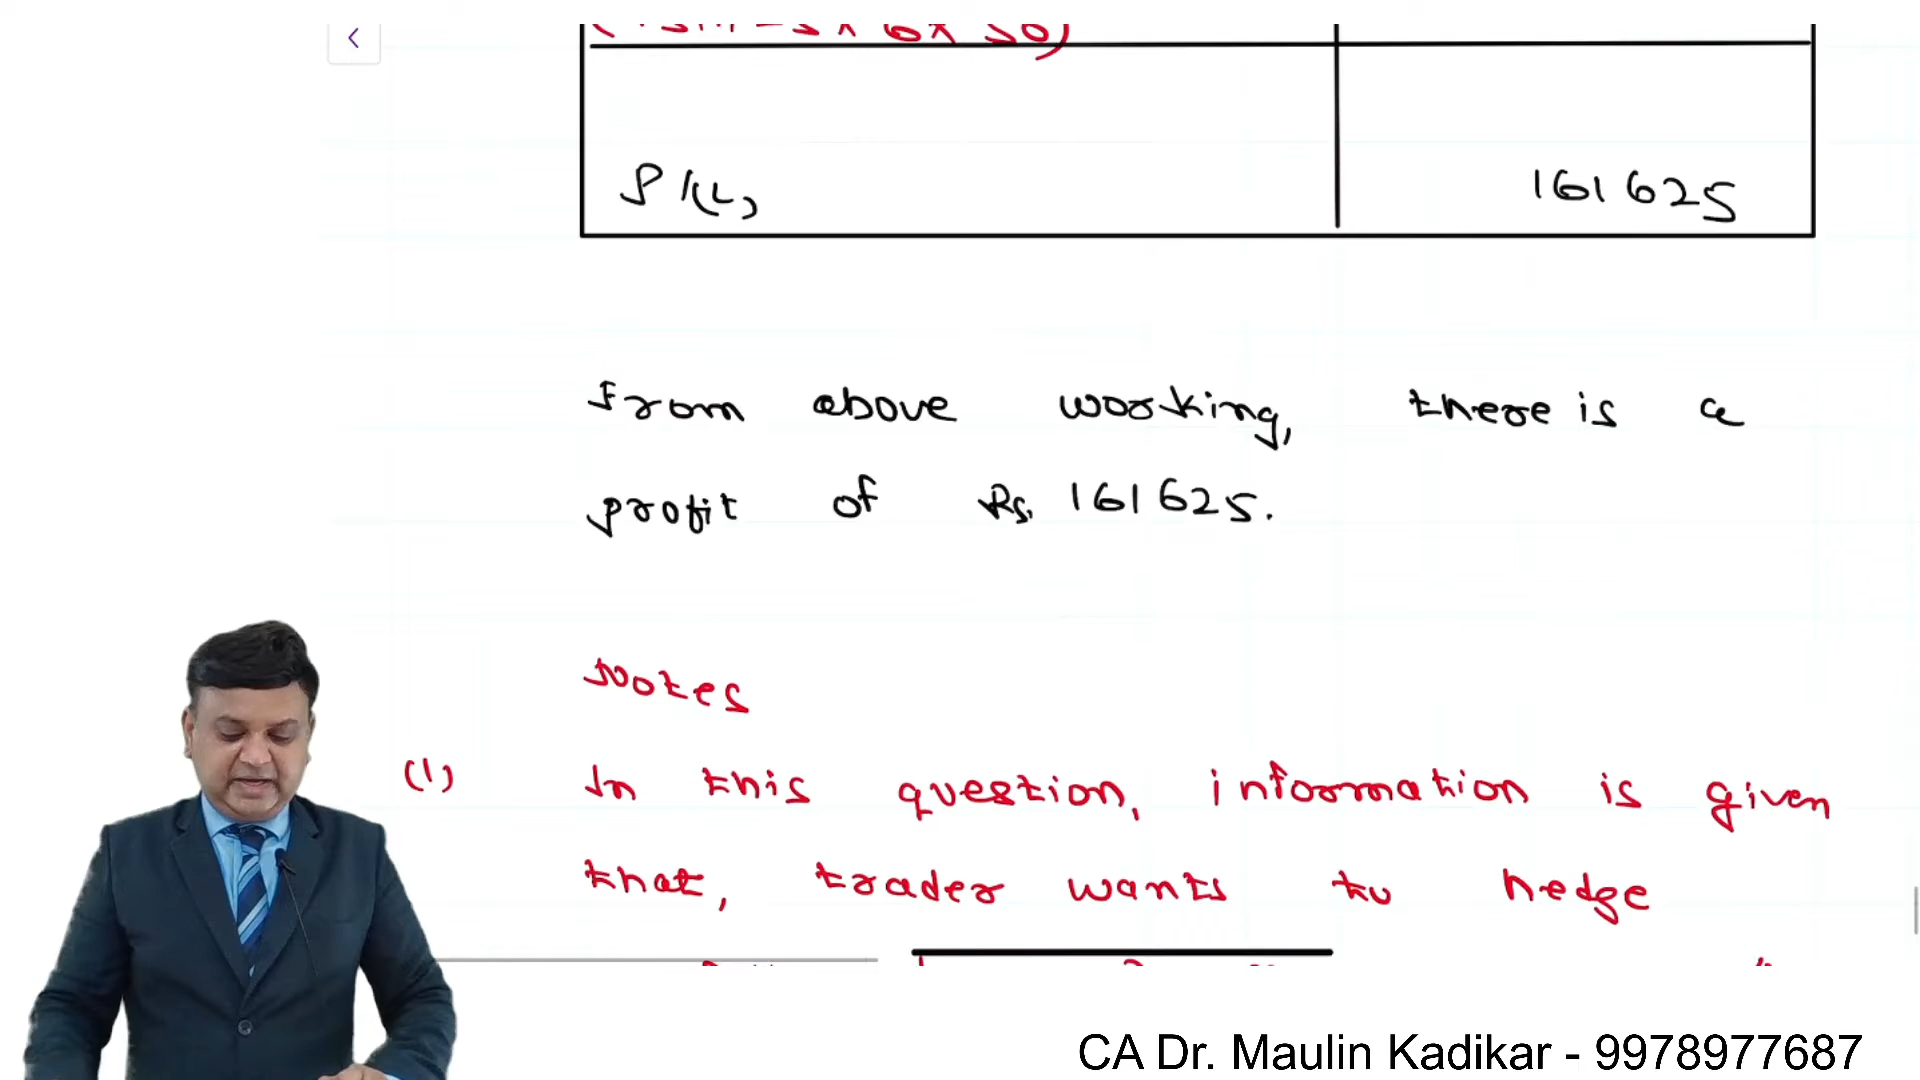 P/(L) 161625
From above working, there is a
profit of Rs. 161625.
Notes
(1) In this question, information is given
that, trader wants to hedge
CA Dr. Maulin Kadikar - 9978977687